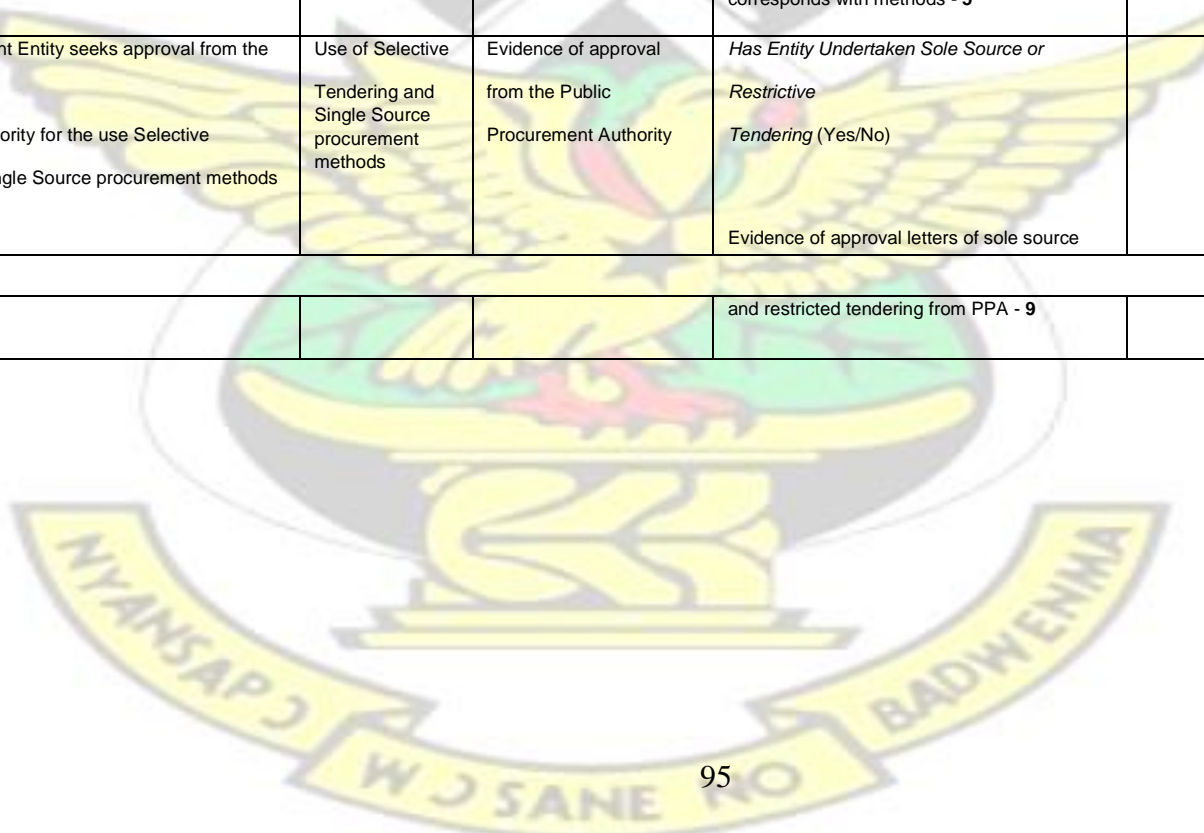 corresponds with methods - 5
nt Entity seeks approval from the
ority for the use Selective
ngle Source procurement methods
Use of Selective
Tendering and
Single Source
procurement
methods
Evidence of approval
from the Public
Procurement Authority
Has Entity Undertaken Sole Source or
Restrictive
Tendering (Yes/No)
Evidence of approval letters of sole source
and restricted tendering from PPA - 9
NYANSAPƆ
WƆ SANE NO
BADWENMA
95